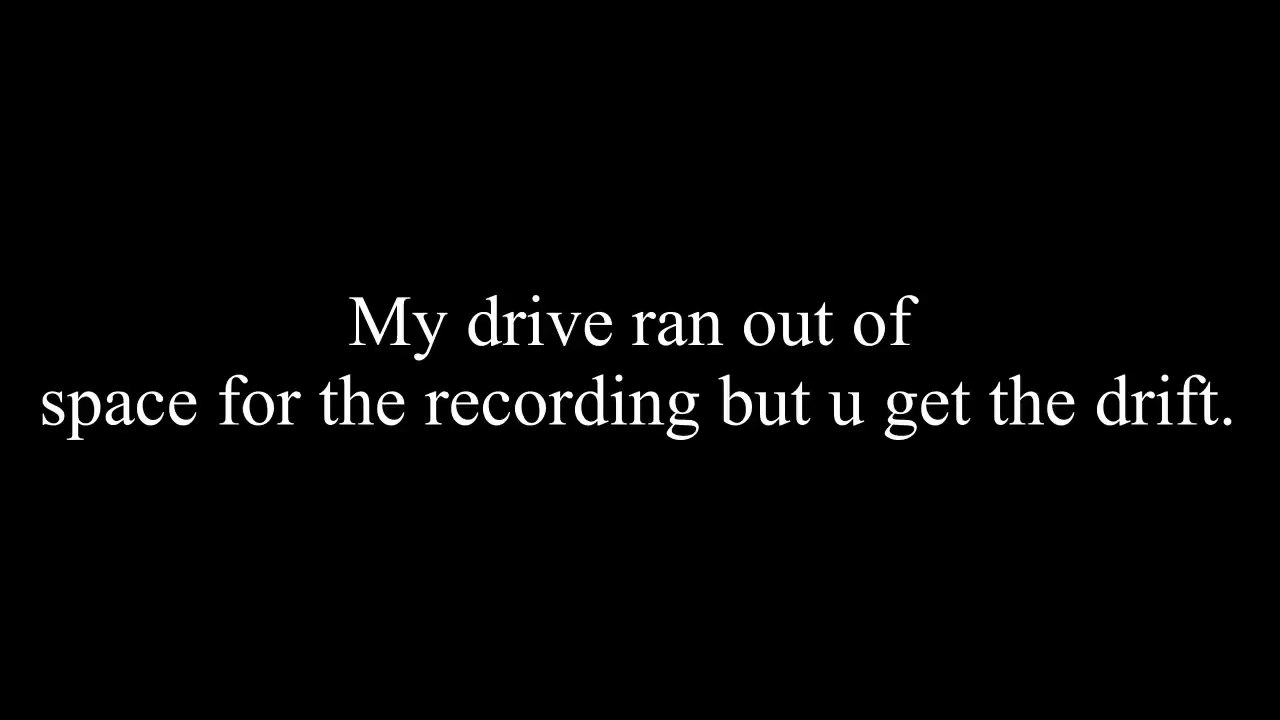 My drive ran out of
space for the recording but u get the drift.